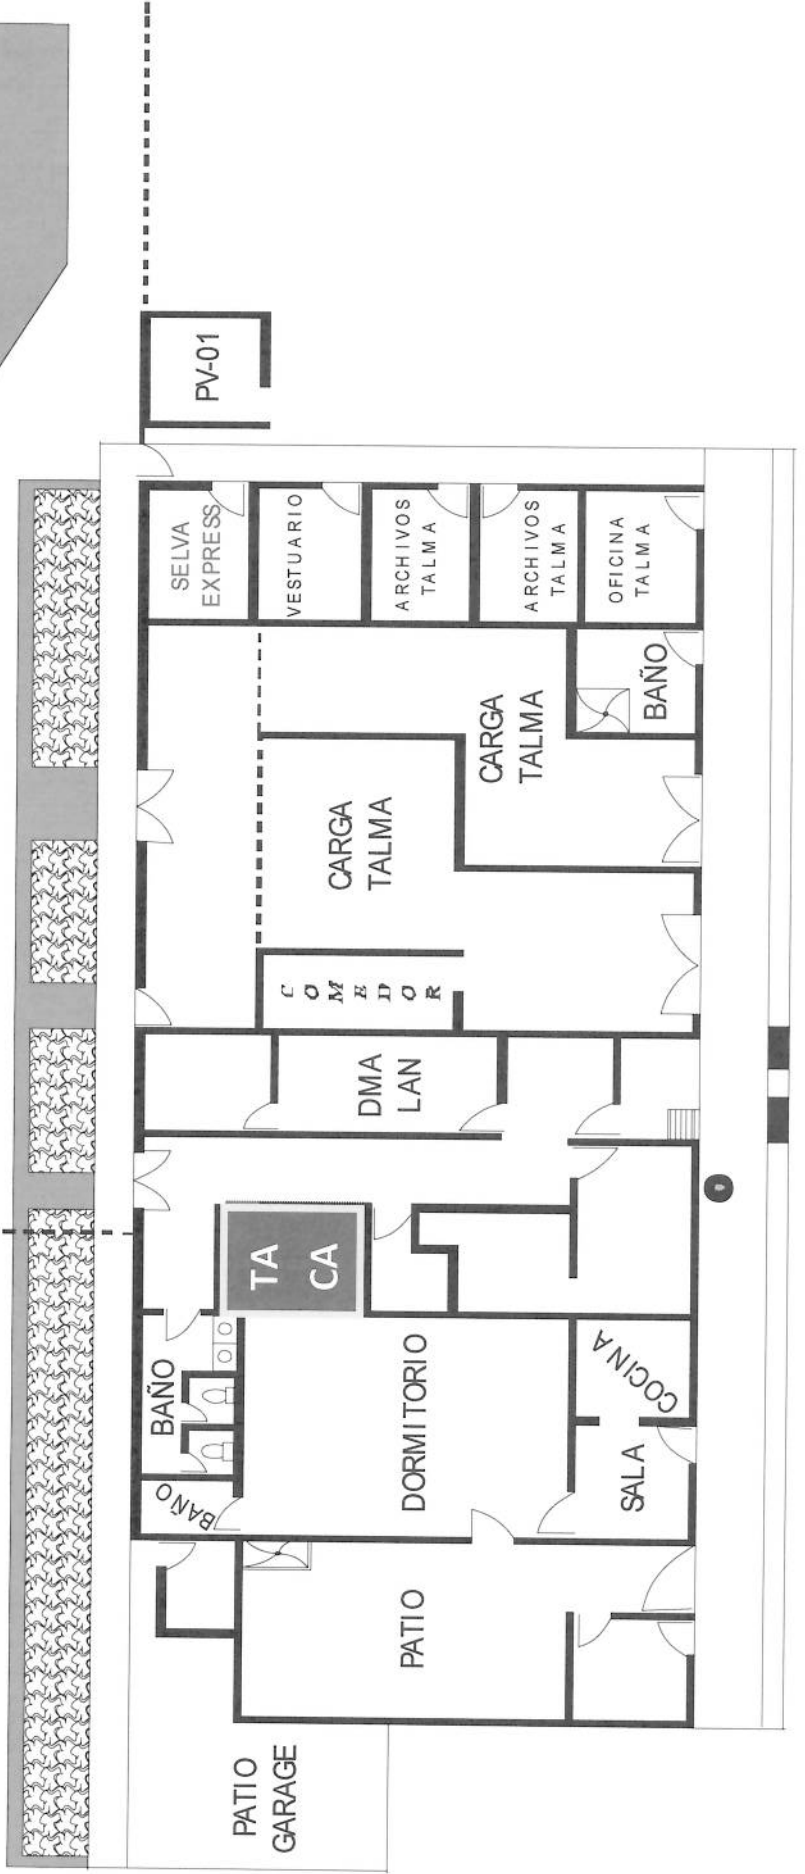 PV-01
SELVA
EXPRESS
VESTUARIO
ARCHIVOS
TALMA
ARCHIVOS
TALMA
OFICINA
TALMA
BAÑO
CARGA
TALMA
CARGA
TALMA
COMEDOR
DMA
LAN
TA
CA
BAÑO
BAÑO
DORMITORIO
COCINA
SALA
PATIO
PATIO
GARAGE